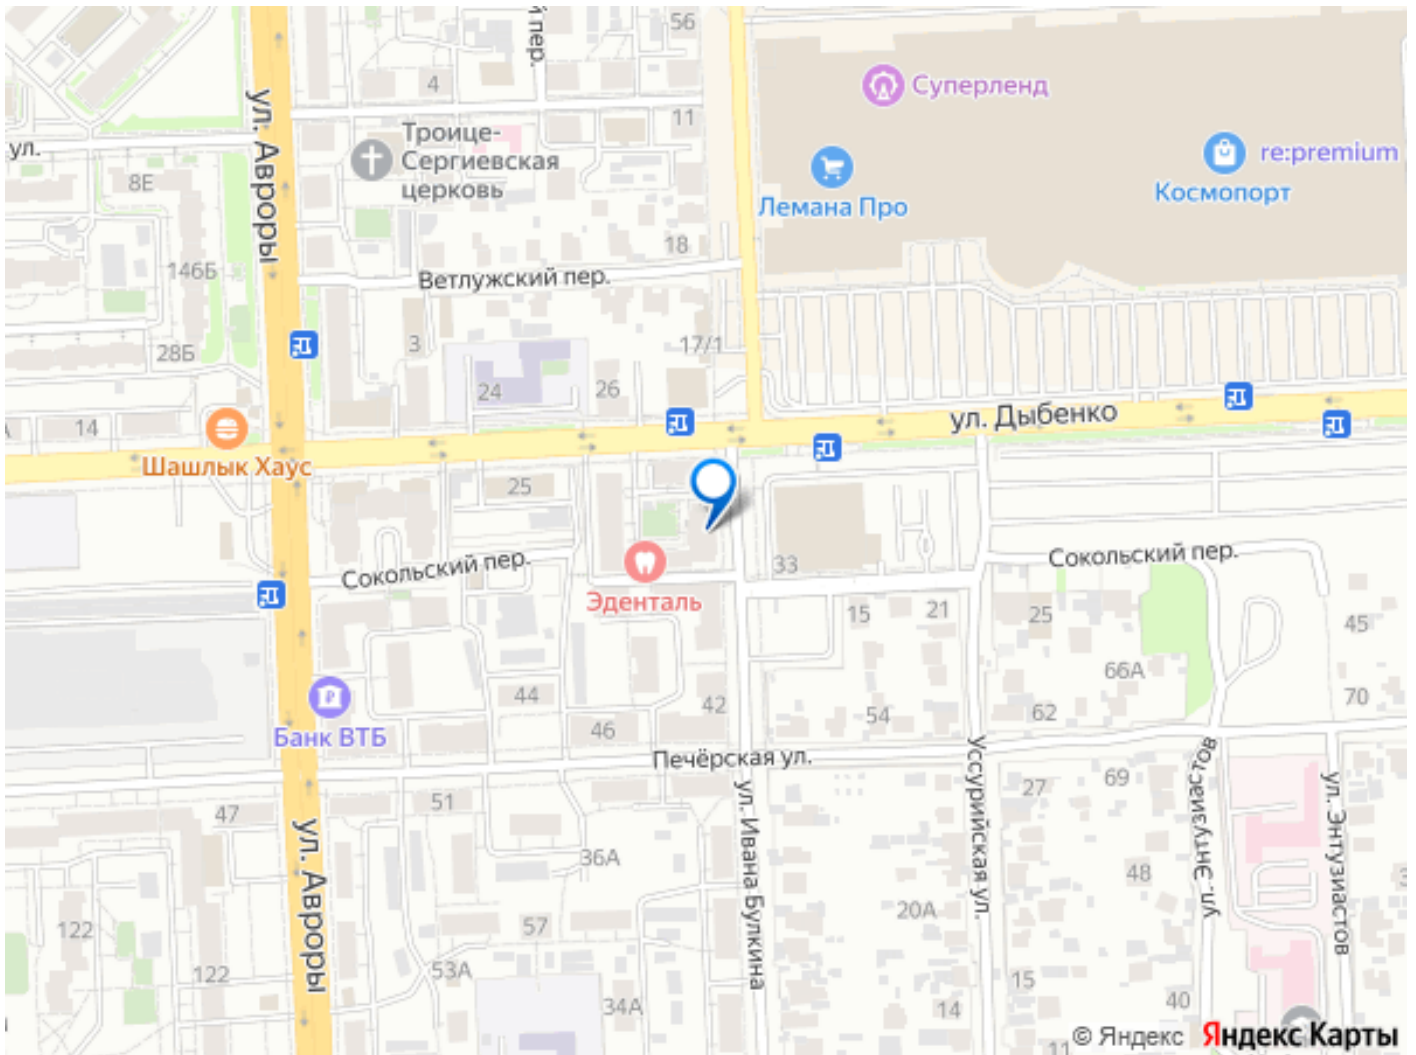 56
й пер.
4
Суперленд
ул. Авроры
11
Троице-
Сергиевская
церковь
ул.
8Е
re:premium
Космопорт
Лемана Про
18
146Б
Ветлужский пер.
3
17/1
28Б
24
26
14
ул. Дыбенко
Шашлык Хаус
25
Сокольский пер.
33
Сокольский пер.
Эденталь
15
21
25
45
66А
70
44
42
54
62
46
Банк ВТБ
Печёрская ул.
47
51
ул. Авроры
36А
ул. Ивана Булкина
Уссурийская ул.
27
69
ул. Энтузиастов
ул. Энтузиастов
48
20А
57
122
122
53А
34А
14
15
40
© Яндекс Яндекс Карты